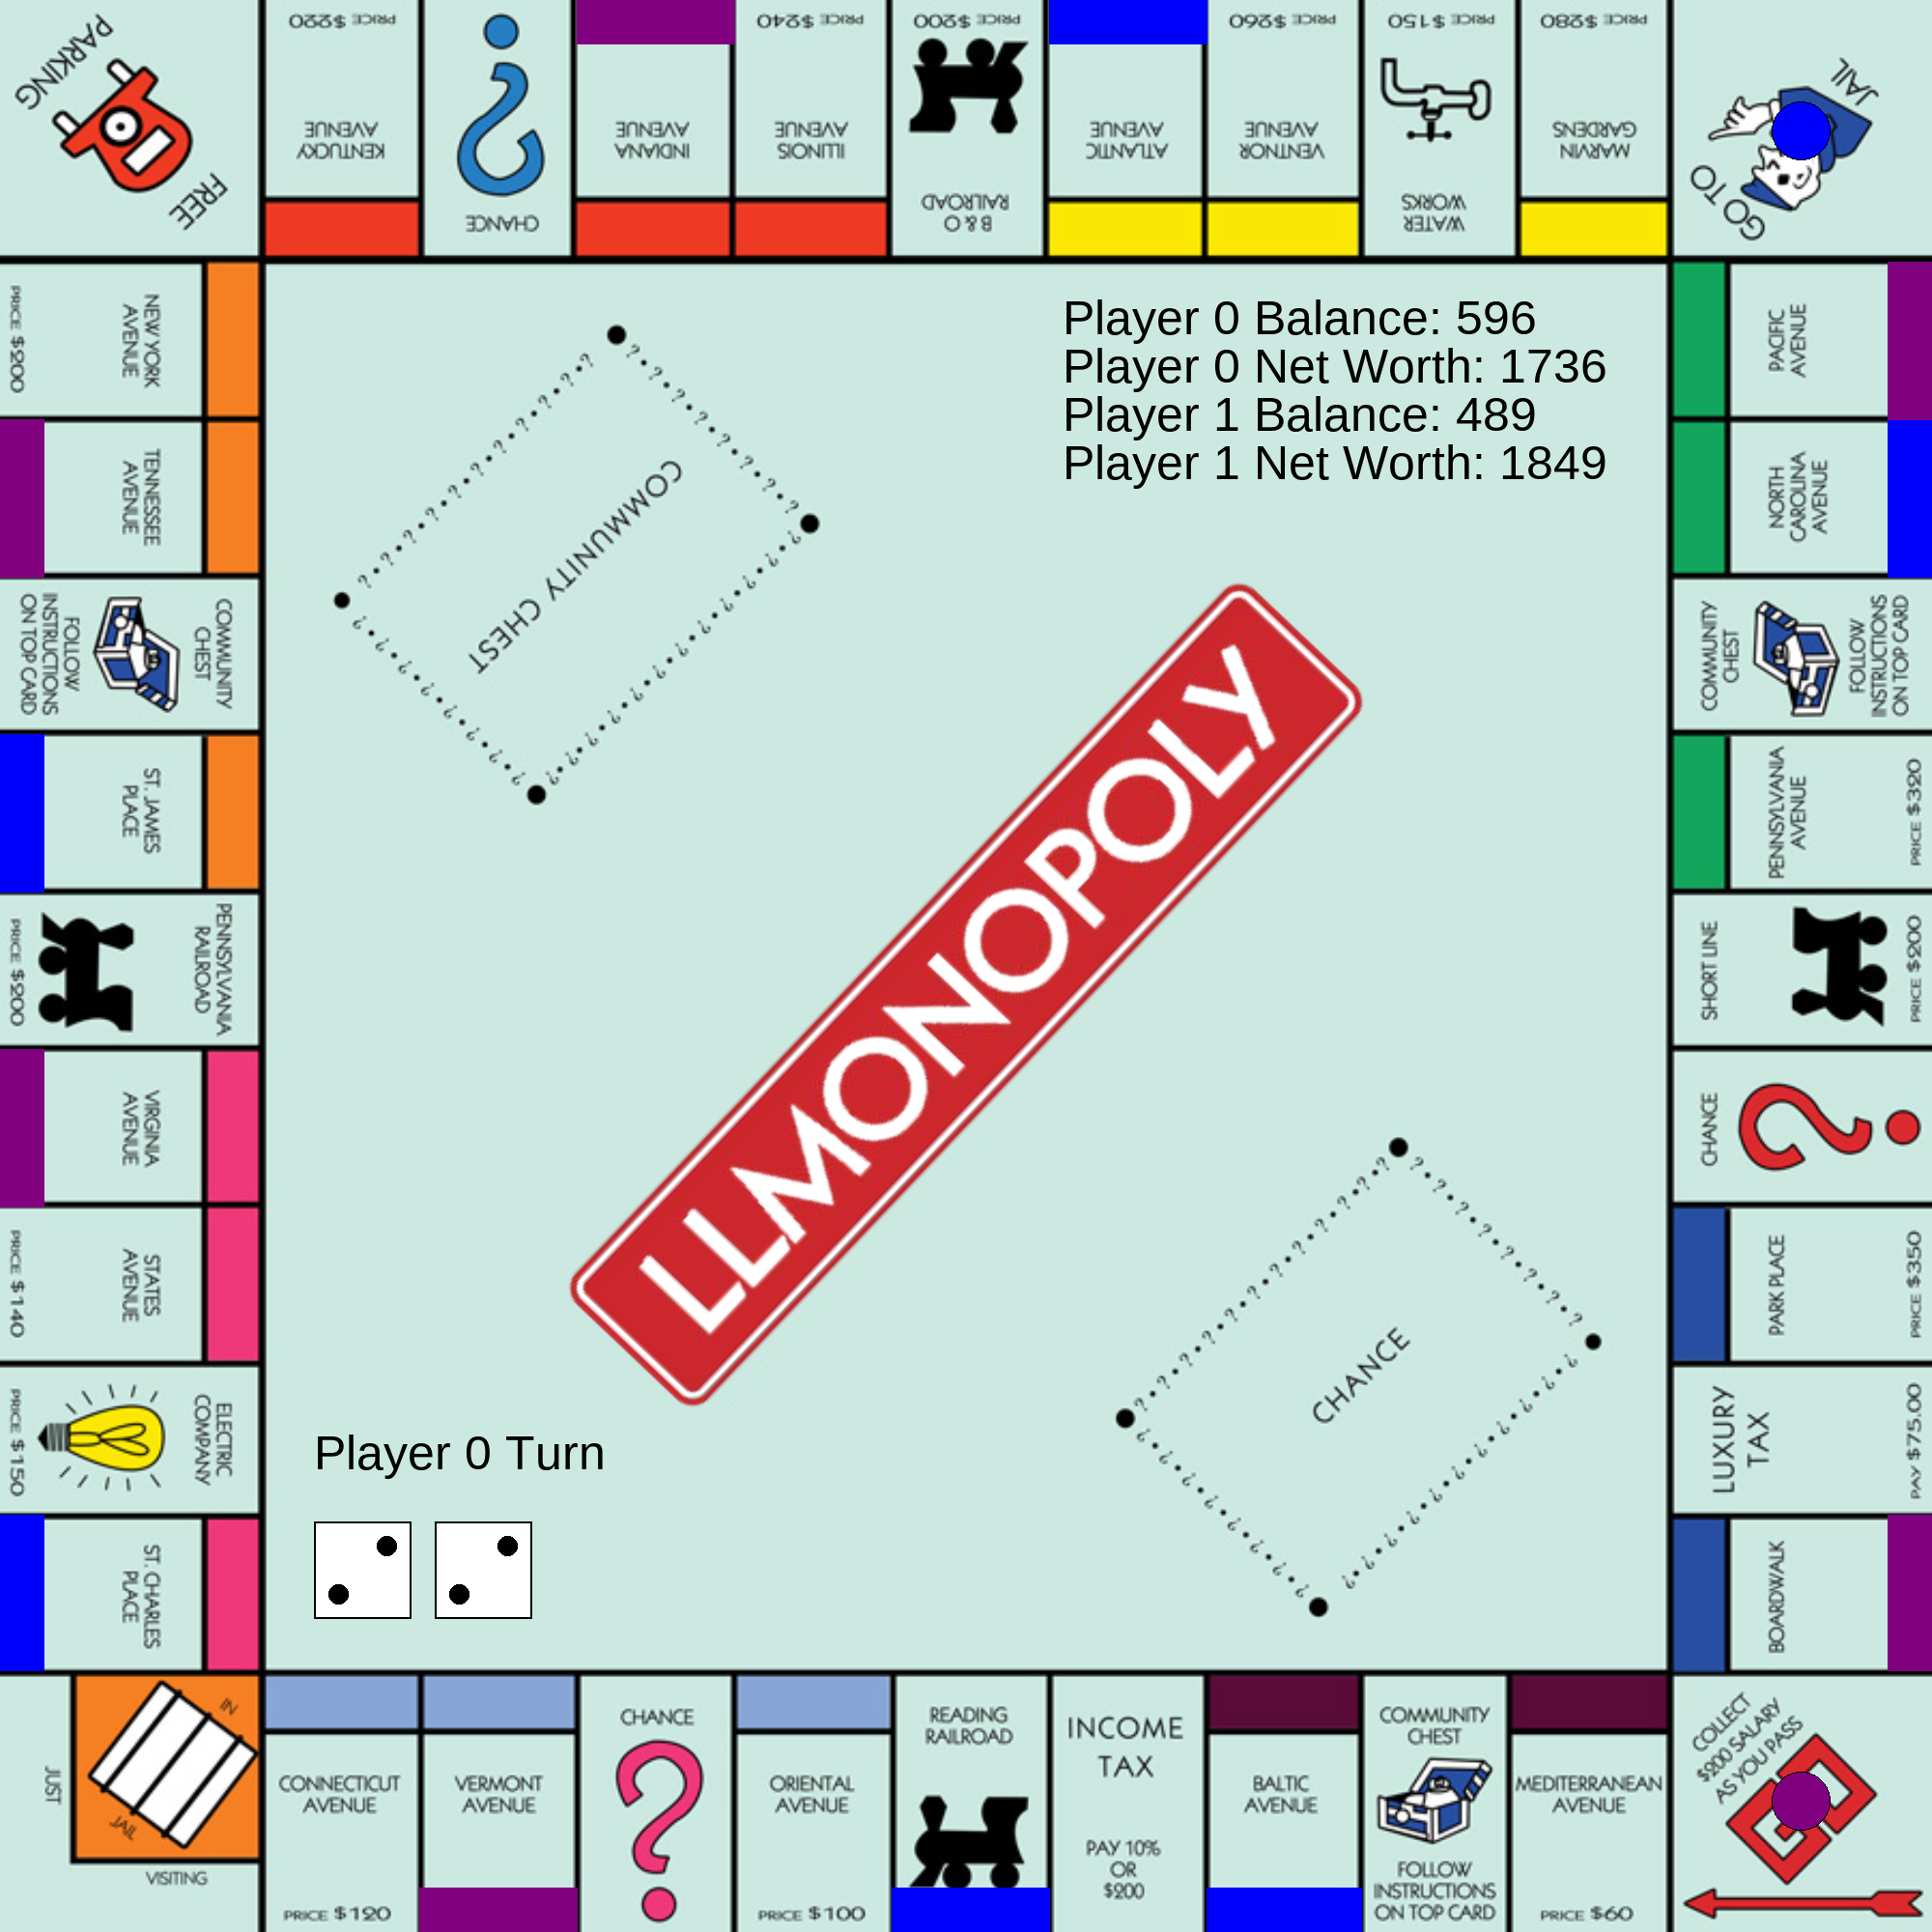 FREE
PARKING
PRICE $220
KENTUCKY
AVENUE
CHANCE
INDIANA
AVENUE
PRICE $240
ILLINOIS
AVENUE
PRICE $200
B & O
RAILROAD
ATLANTIC
AVENUE
PRICE $260
VENTNOR
AVENUE
PRICE $150
WATER
WORKS
PRICE $280
MARVIN
GARDENS
GO TO
JAIL
NEW YORK
AVENUE
PRICE $200
TENNESSEE
AVENUE
COMMUNITY
CHEST
FOLLOW
INSTRUCTIONS
ON TOP CARD
ST. JAMES
PLACE
PENNSYLVANIA
RAILROAD
PRICE $200
VIRGINIA
AVENUE
STATES
AVENUE
PRICE $140
ELECTRIC
COMPANY
PRICE $150
ST. CHARLES
PLACE
Player 0 Balance: 596
Player 0 Net Worth: 1736
Player 1 Balance: 489
Player 1 Net Worth: 1849
COMMUNITY CHEST
LLMONOPOLY
CHANCE
Player 0 Turn
PACIFIC
AVENUE
NORTH
CAROLINA
AVENUE
COMMUNITY
CHEST
FOLLOW
INSTRUCTIONS
ON TOP CARD
PENNSYLVANIA
AVENUE
PRICE $320
SHORT LINE
PRICE $200
CHANCE
PARK PLACE
PRICE $350
LUXURY
TAX
PAY $75.00
BOARDWALK
IN
JAIL
JUST
VISITING
CONNECTICUT
AVENUE
PRICE $120
VERMONT
AVENUE
CHANCE
ORIENTAL
AVENUE
PRICE $100
READING
RAILROAD
INCOME
TAX
PAY 10%
OR
$200
BALTIC
AVENUE
COMMUNITY
CHEST
FOLLOW
INSTRUCTIONS
ON TOP CARD
MEDITERRANEAN
AVENUE
PRICE $60
COLLECT
$200 SALARY
AS YOU PASS